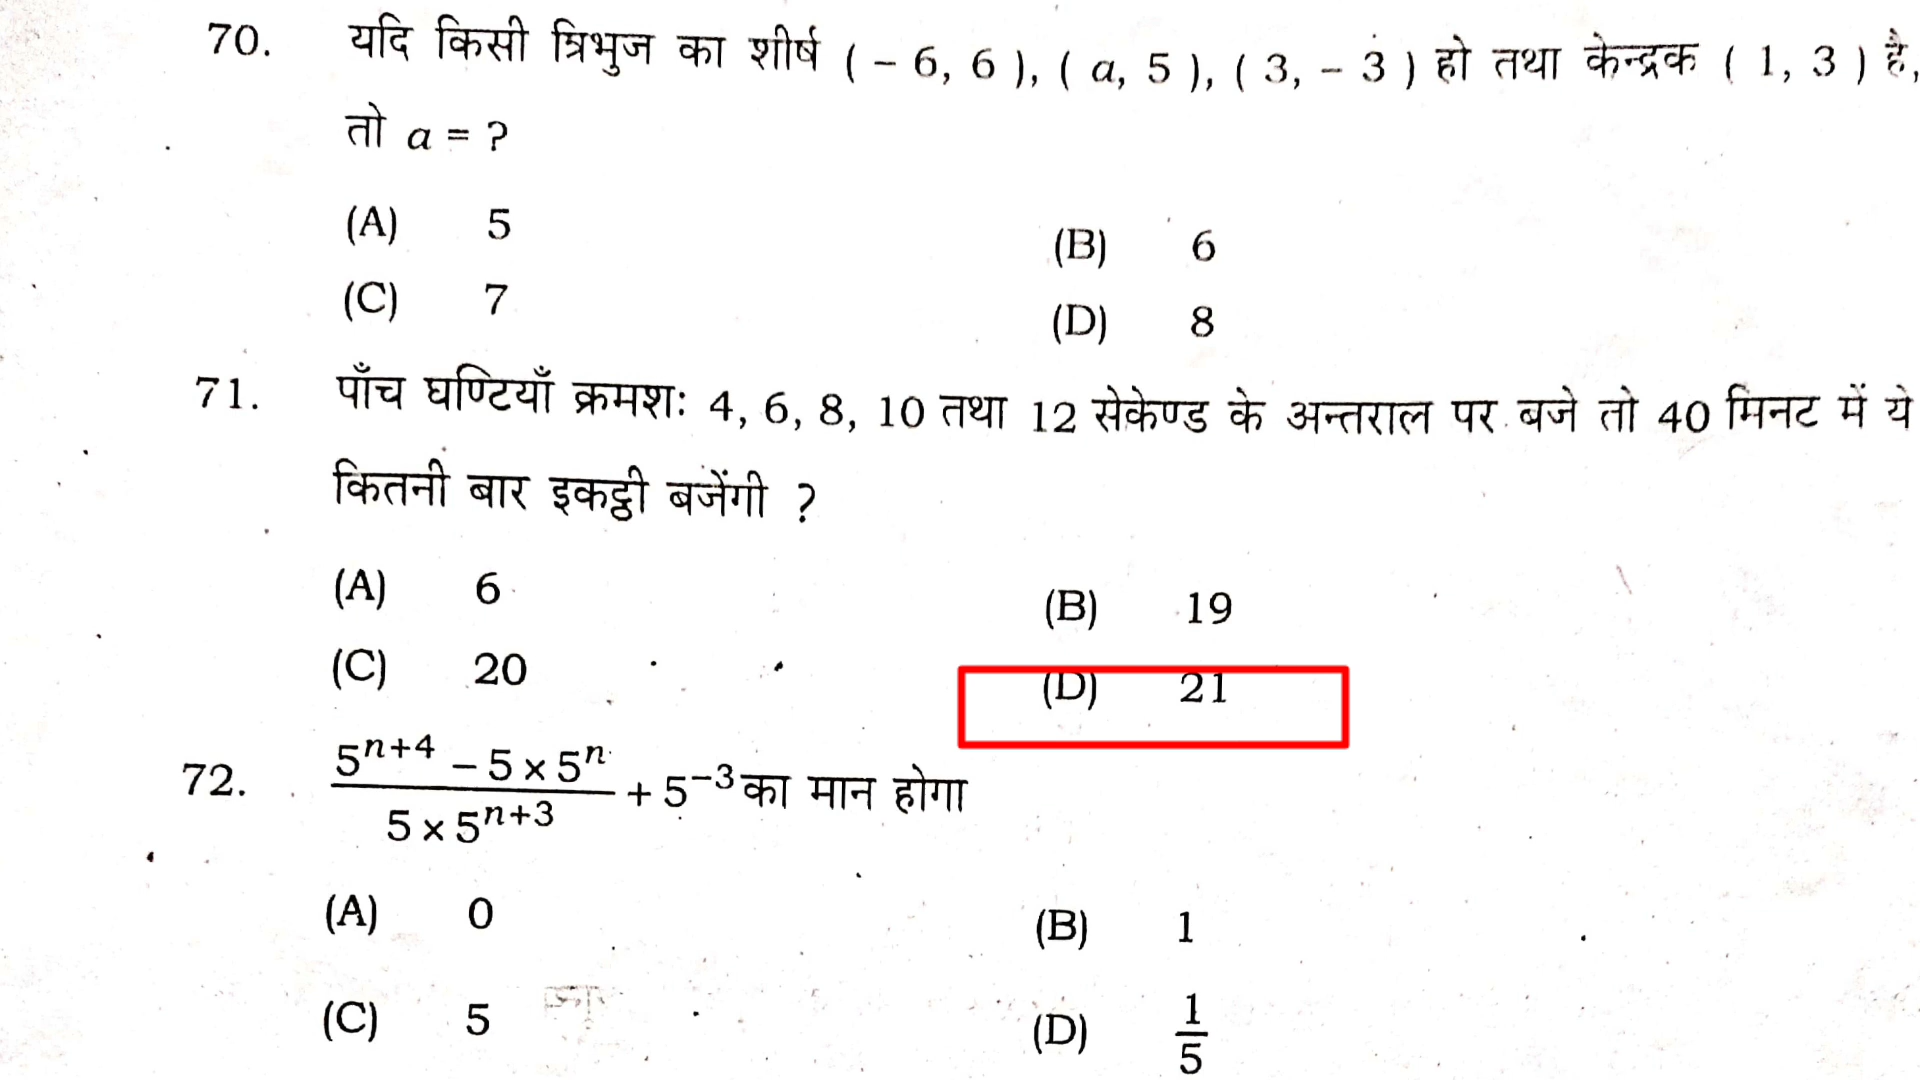 70. यदि किसी त्रिभुज का शीर्ष ( – 6, 6 ), ( a, 5 ), ( 3, – 3 ) हो तथा केन्द्रक ( 1, 3 ) है,
तो a = ?
(A) 5 (B) 6
(C) 7 (D) 8
71. पाँच घण्टियाँ क्रमशः 4, 6, 8, 10 तथा 12 सेकेण्ड के अन्तराल पर बजे तो 40 मिनट में ये
कितनी बार इकट्ठी बजेंगी ?
(A) 6 (B) 19
(C) 20 (D) 21
72. \frac{5^{n+4} – 5 × 5^{n}}{5 × 5^{n+3}} + 5^{–3} का मान होगा
(A) 0 (B) 1
(C) 5 (D) \frac{1}{5}